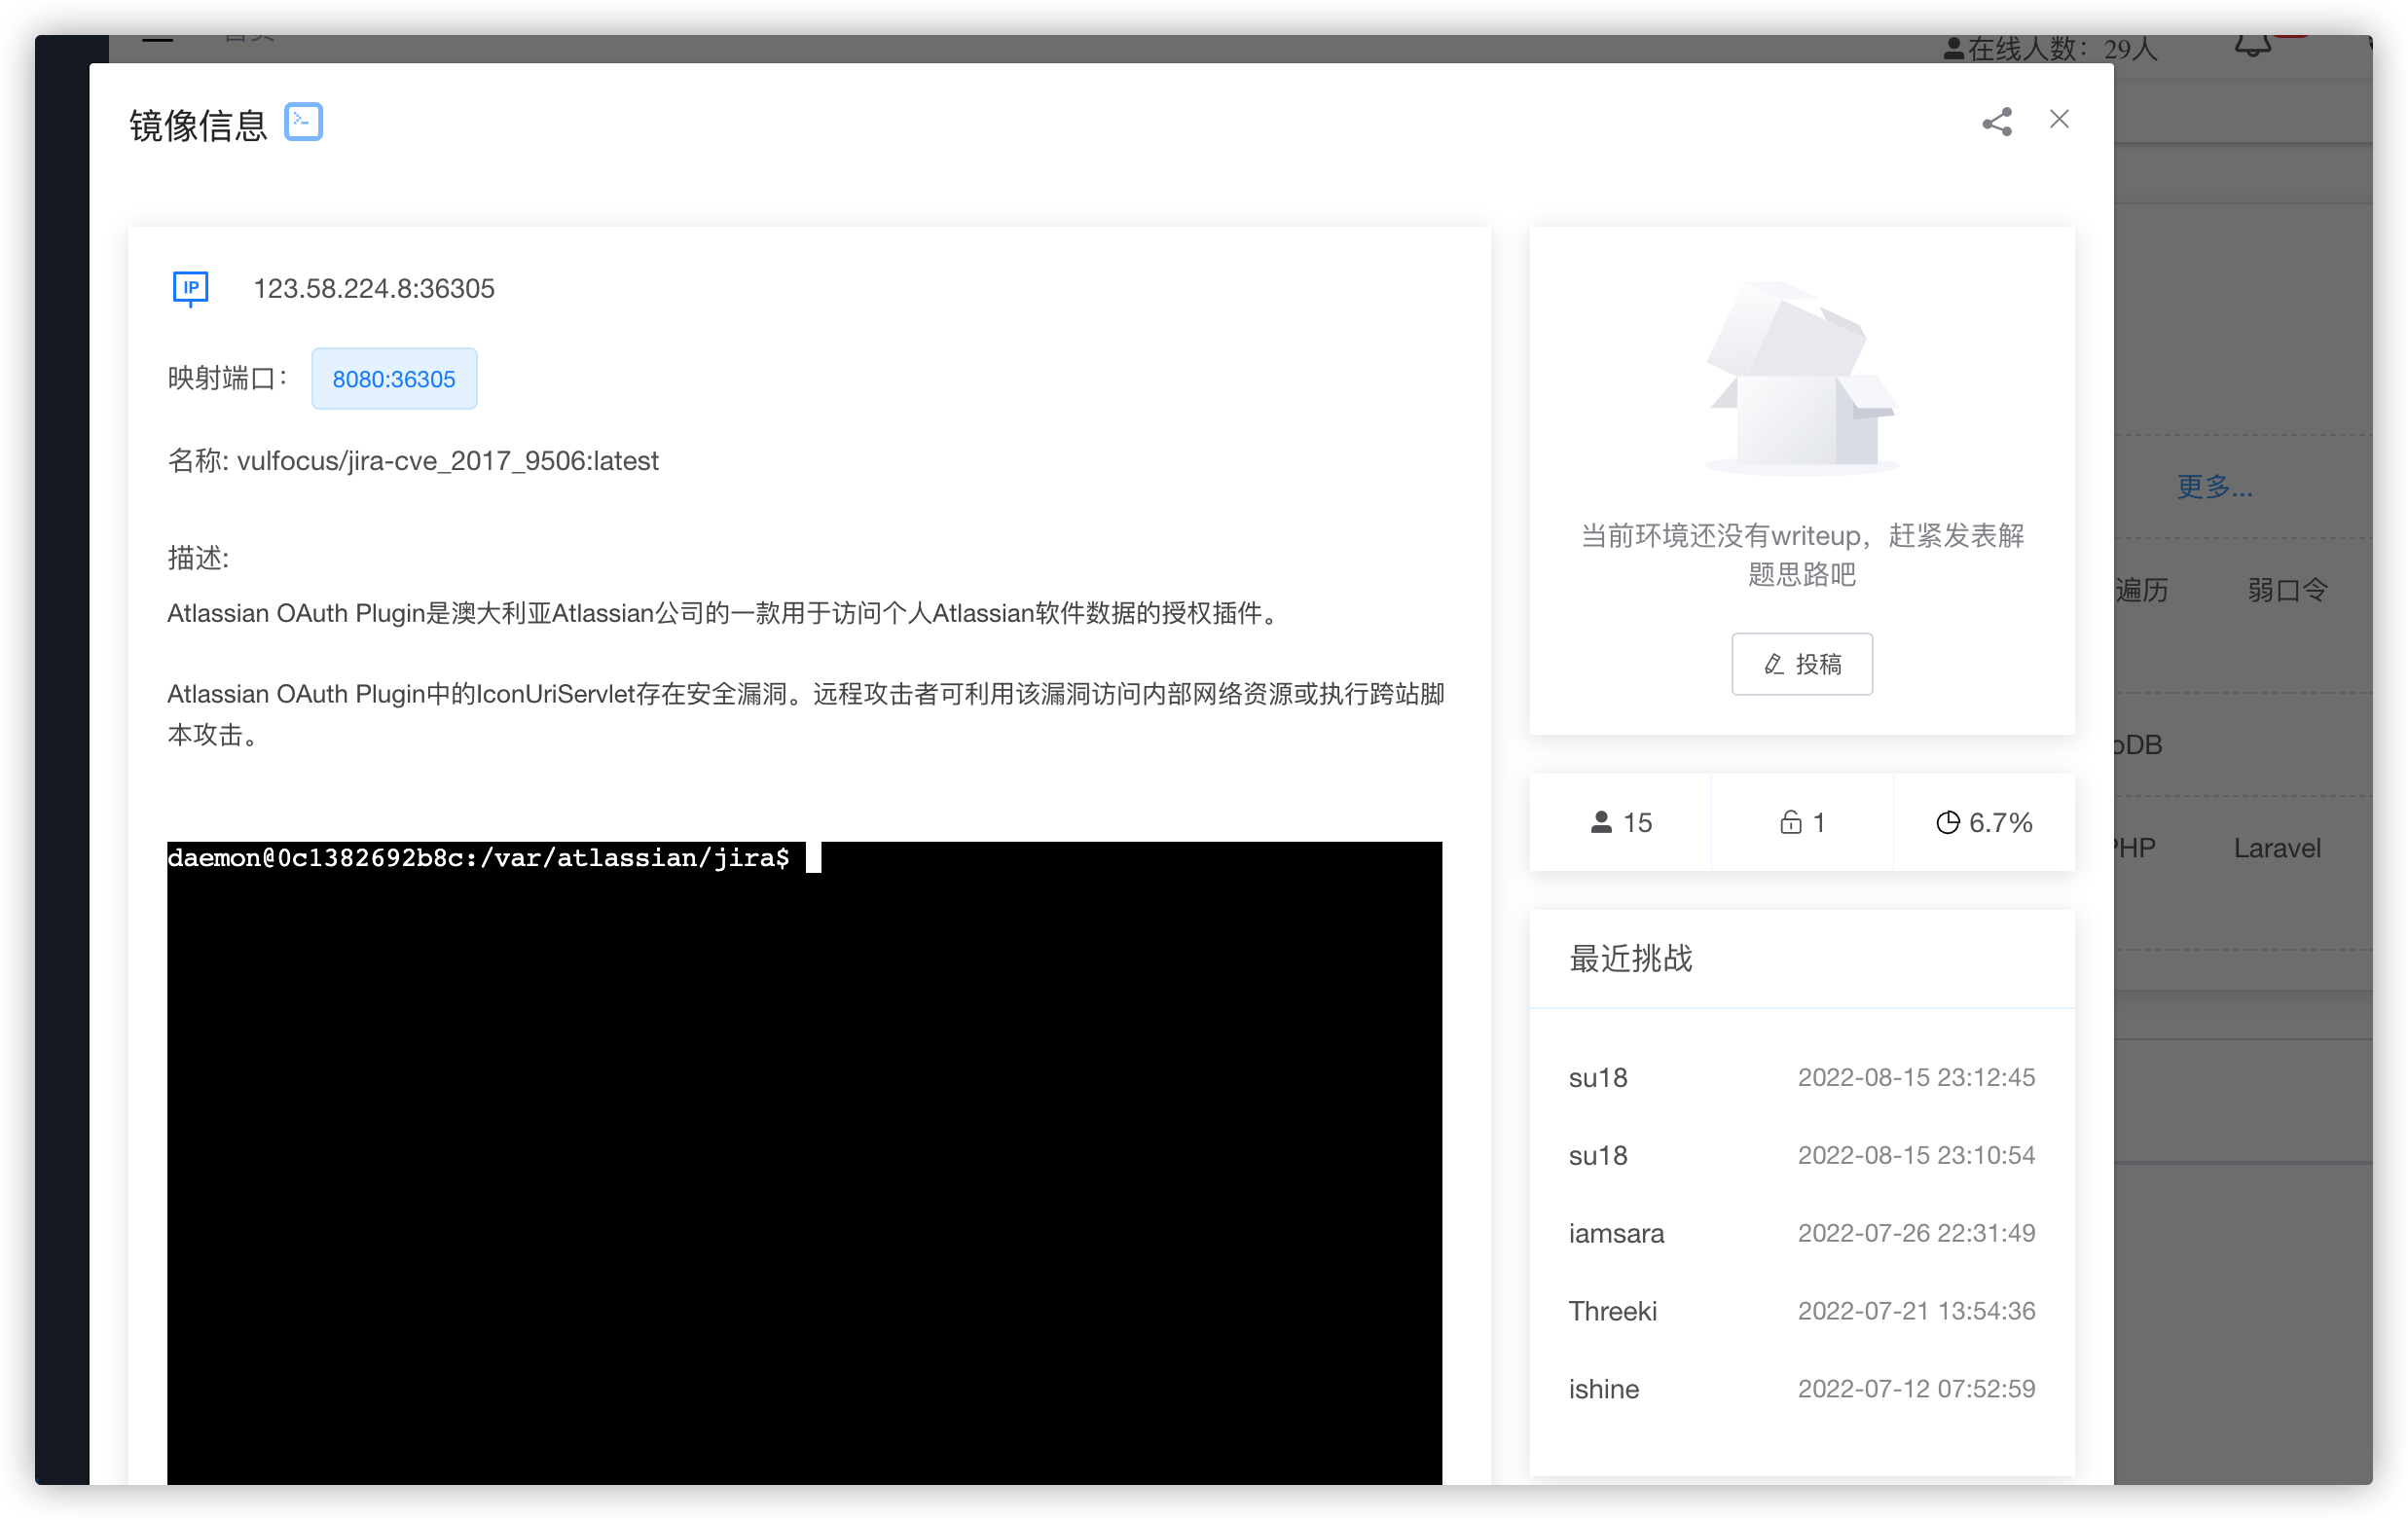 首页
在线人数：29人
镜像信息
IP
123.58.224.8:36305
映射端口：
8080:36305
名称: vulfocus/jira-cve_2017_9506:latest
描述:
Atlassian OAuth Plugin是澳大利亚Atlassian公司的一款用于访问个人Atlassian软件数据的授权插件。
Atlassian OAuth Plugin中的IconUriServlet存在安全漏洞。远程攻击者可利用该漏洞访问内部网络资源或执行跨站脚
本攻击。
daemon@0c1382692b8c:/var/atlassian/jira$
当前环境还没有writeup，赶紧发表解
题思路吧
投稿
15
1
6.7%
最近挑战
su18 2022-08-15 23:12:45
su18 2022-08-15 23:10:54
iamsara 2022-07-26 22:31:49
Threeki 2022-07-21 13:54:36
ishine 2022-07-12 07:52:59
更多...
遍历 弱口令
oDB
PHP Laravel